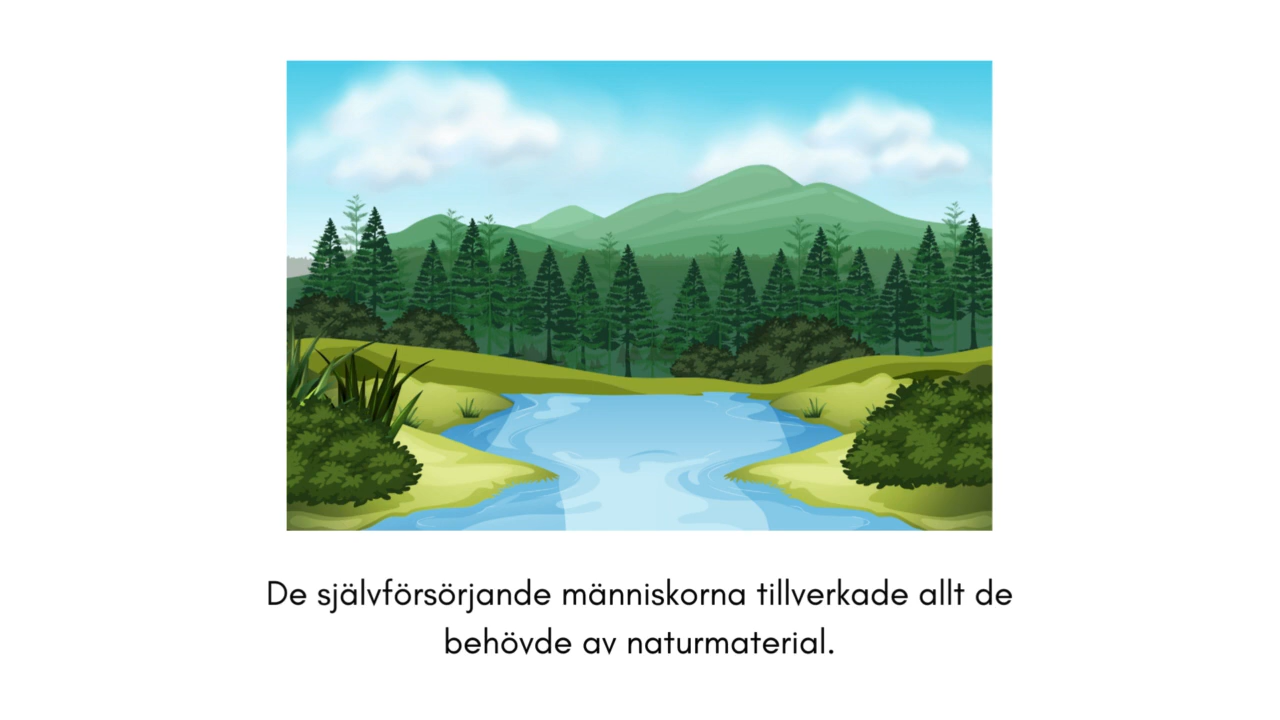 De självförsörjande människorna tillverkade allt de
behövde av naturmaterial.